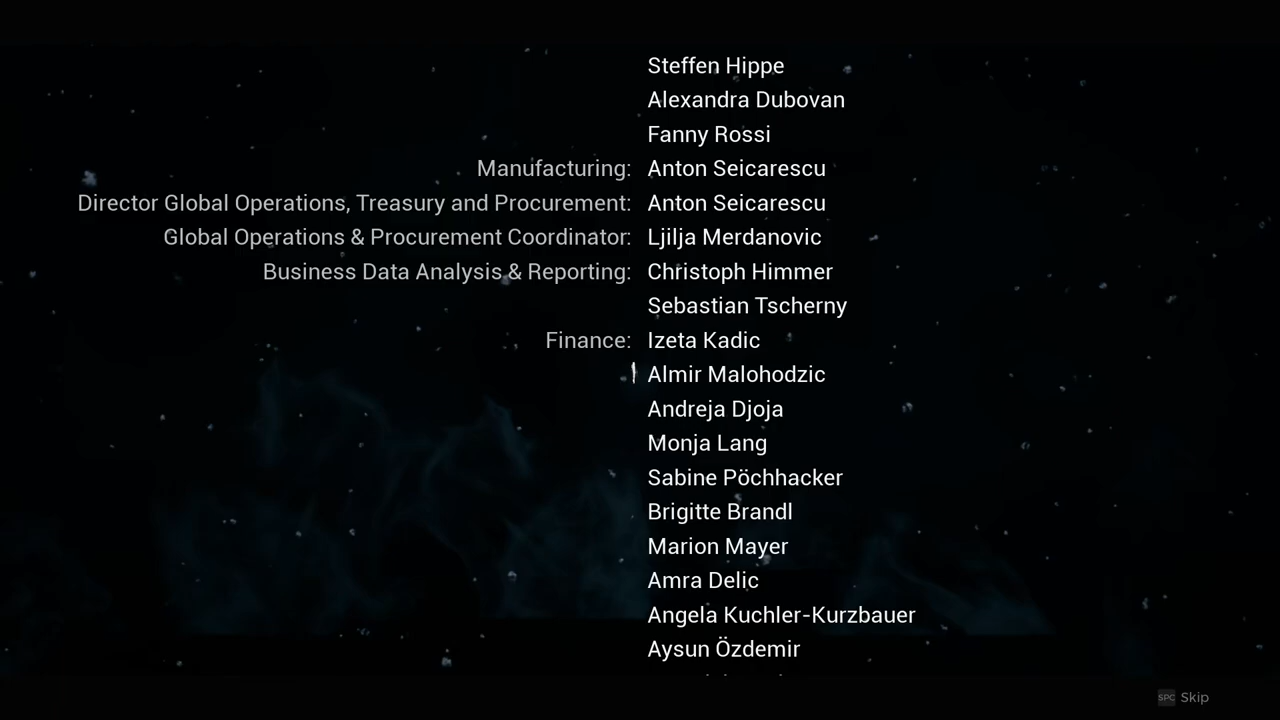 Steffen Hippe
Alexandra Dubovan
Fanny Rossi
Manufacturing: Anton Seicarescu
Director Global Operations, Treasury and Procurement: Anton Seicarescu
Global Operations & Procurement Coordinator: Ljilja Merdanovic
Business Data Analysis & Reporting: Christoph Himmer
Sebastian Tscherny
Finance: Izeta Kadic
Almir Malohodzic
Andreja Djoja
Monja Lang
Sabine Pöchhacker
Brigitte Brandl
Marion Mayer
Amra Delic
Angela Kuchler-Kurzbauer
Aysun Özdemir
SPC Skip